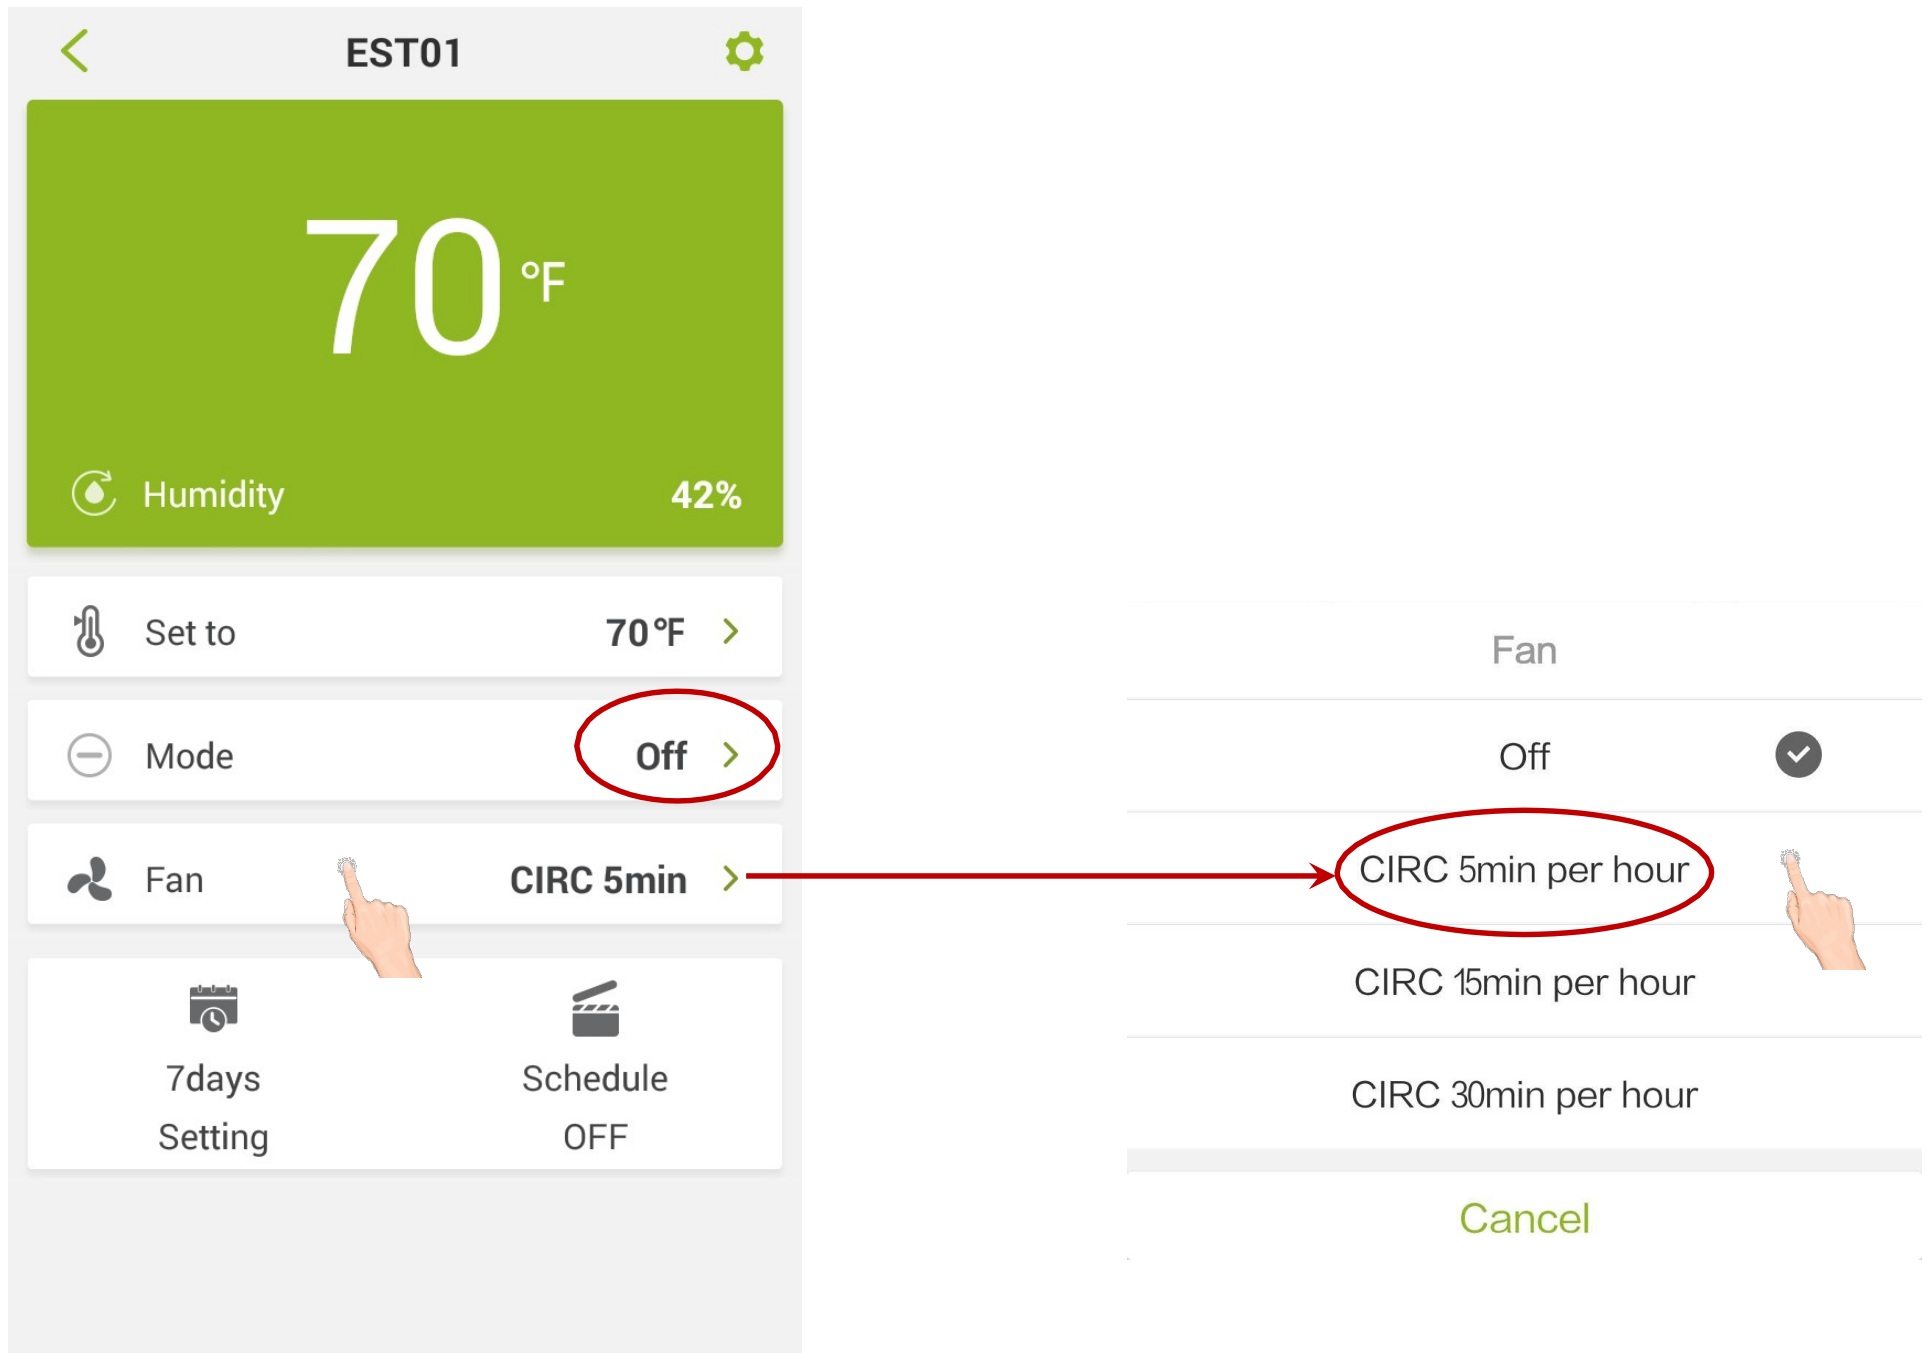 EST01
70 °F
Humidity 42%
Set to 70°F
Mode Off
Fan CIRC 5min
7days
Setting
Schedule
OFF
Fan
Off
CIRC 5min per hour
CIRC 15min per hour
CIRC 30min per hour
Cancel